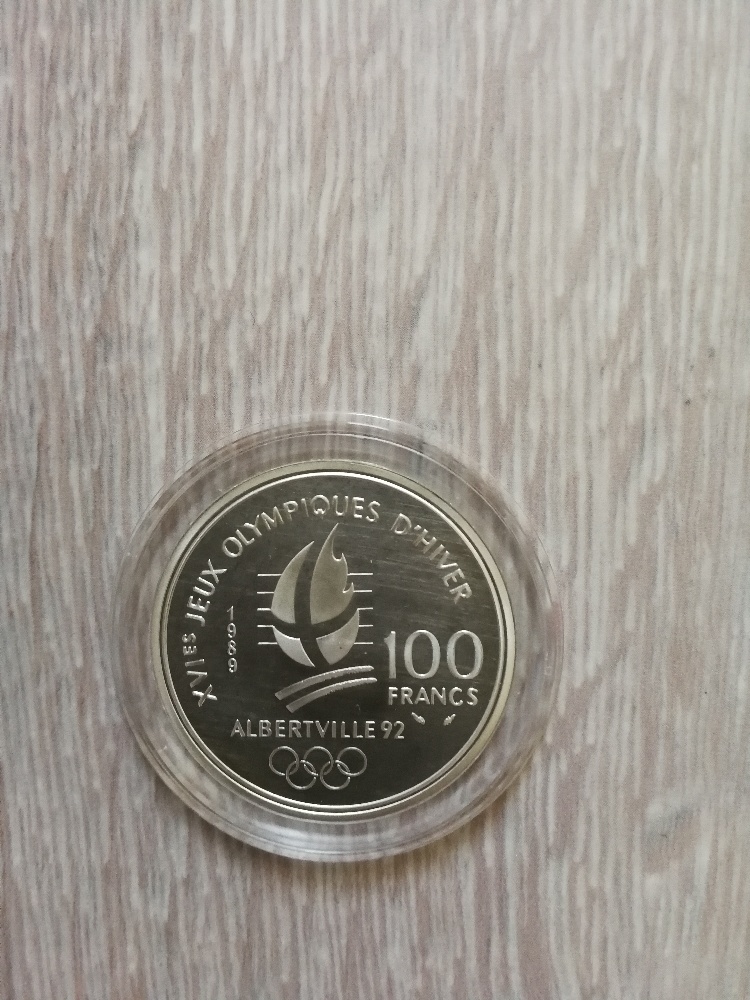 XVIES JEUX OLYMPIQUES D'HIVER
1989
100
FRANCS
ALBERTVILLE 92